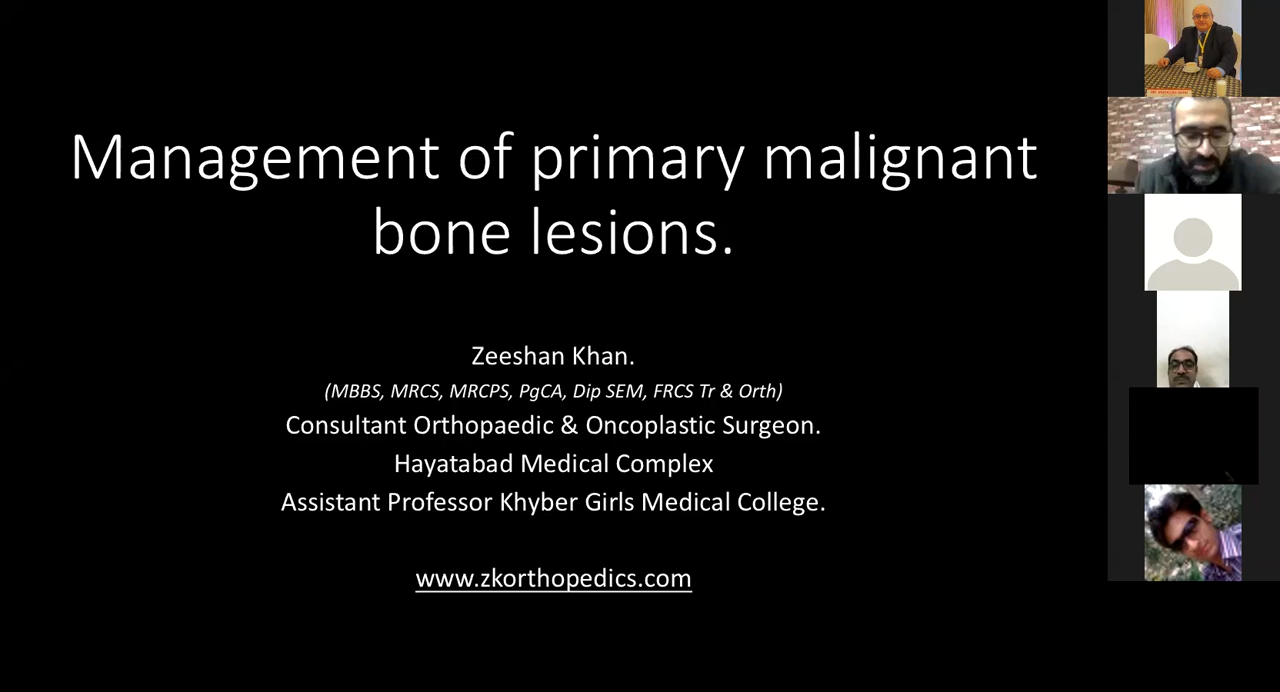 Management of primary malignant
bone lesions.
Zeeshan Khan.
(MBBS, MRCS, MRCPS, PgCA, Dip SEM, FRCS Tr & Orth)
Consultant Orthopaedic & Oncoplastic Surgeon.
Hayatabad Medical Complex
Assistant Professor Khyber Girls Medical College.
www.zkorthopedics.com